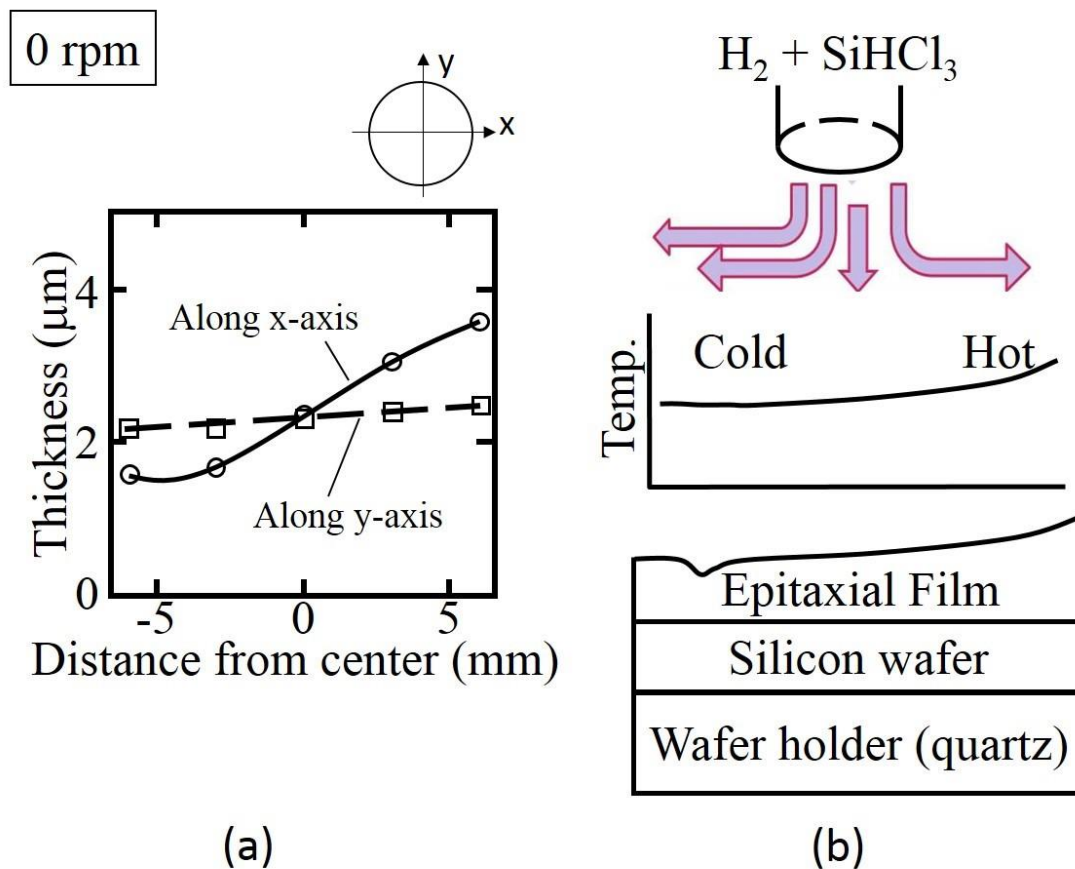 0 rpm
y
x
Thickness (μm)
4
2
0
Along x-axis
Along y-axis
-5
0
5
Distance from center (mm)
(a)
H₂ + SiHCl₃
Temp.
Cold
Hot
Epitaxial Film
Silicon wafer
Wafer holder (quartz)
(b)